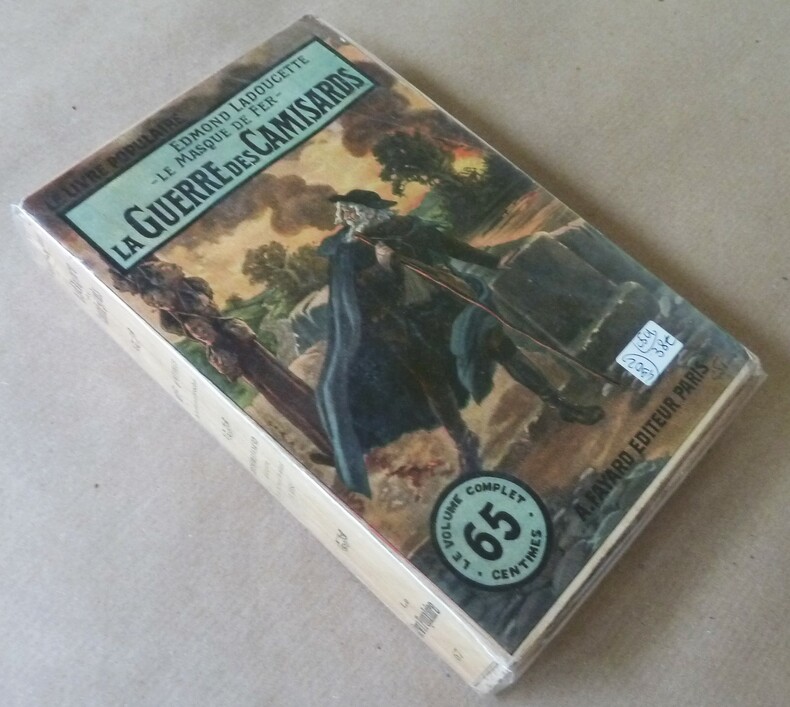 LE LIVRE POPULAIRE
EDMOND LADOUCETTE
-LE MASQUE DE FER-
LA GUERRE DES CAMISARDS
LE VOLUME COMPLET
65
CENTIMES
A. FAYARD EDITEUR PARIS
38€